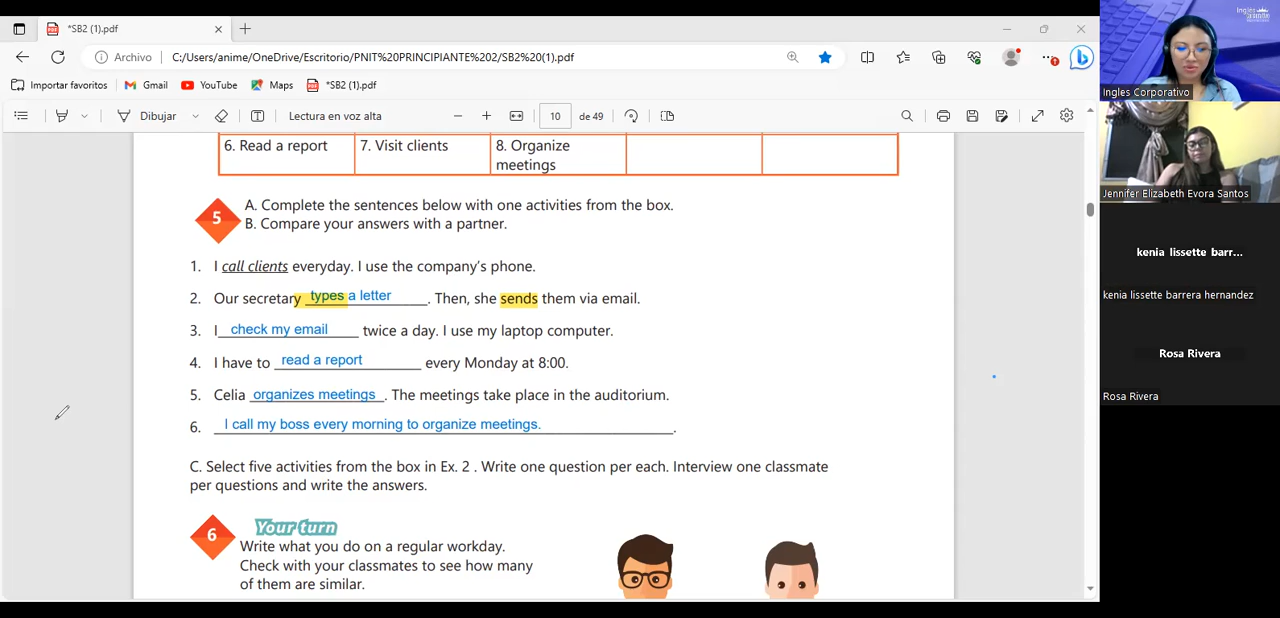 *SB2 (1).pdf
Archivo C:/Users/anime/OneDrive/Escritorio/PNIT%20PRINCIPIANTE%202/SB2%20(1).pdf
Importar favoritos Gmail YouTube Maps *SB2 (1).pdf
Dibujar Lectura en voz alta 10 de 49
6. Read a report 7. Visit clients 8. Organize
meetings
5
A. Complete the sentences below with one activities from the box.
B. Compare your answers with a partner.
1. I call clients everyday. I use the company's phone.
2. Our secretary types a letter. Then, she sends them via email.
3. I check my email twice a day. I use my laptop computer.
4. I have to read a report every Monday at 8:00.
5. Celia organizes meetings. The meetings take place in the auditorium.
6. I call my boss every morning to organize meetings.
C. Select five activities from the box in Ex. 2 . Write one question per each. Interview one classmate
per questions and write the answers.
6
Your turn
Write what you do on a regular workday.
Check with your classmates to see how many
of them are similar.
Ingles Corporativo
Jennifer Elizabeth Evora Santos
kenia lissette barr...
kenia lissette barrera hernandez
Rosa Rivera
Rosa Rivera